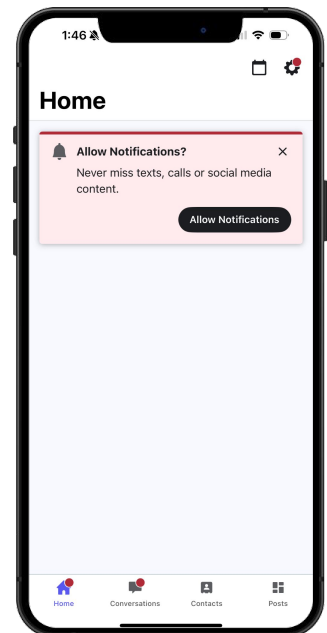 1:46
Home
Allow Notifications?
Never miss texts, calls or social media
content.
Allow Notifications
Home
Conversations
Contacts
Posts